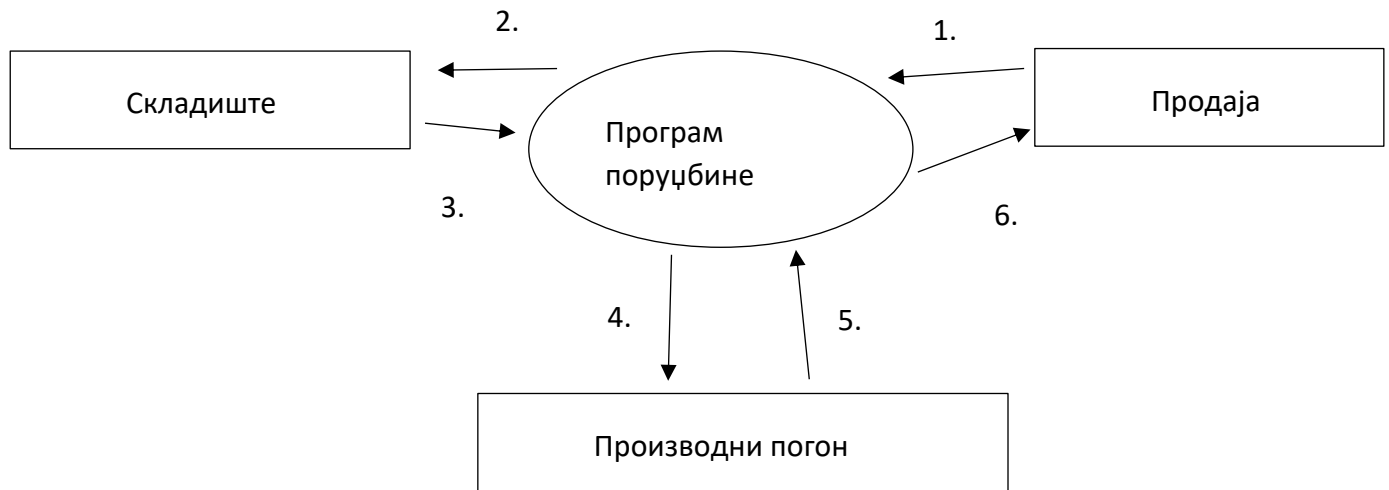 2.
1.
Складиште
Продаја
Програм
поруџбине
3.
6.
4.
5.
Производни погон